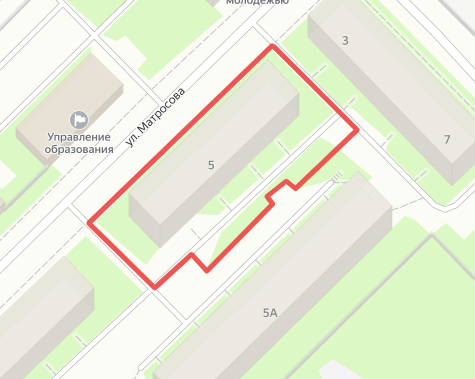 молодежью
3
Управление
образования
ул. Матросова
7
5
5А